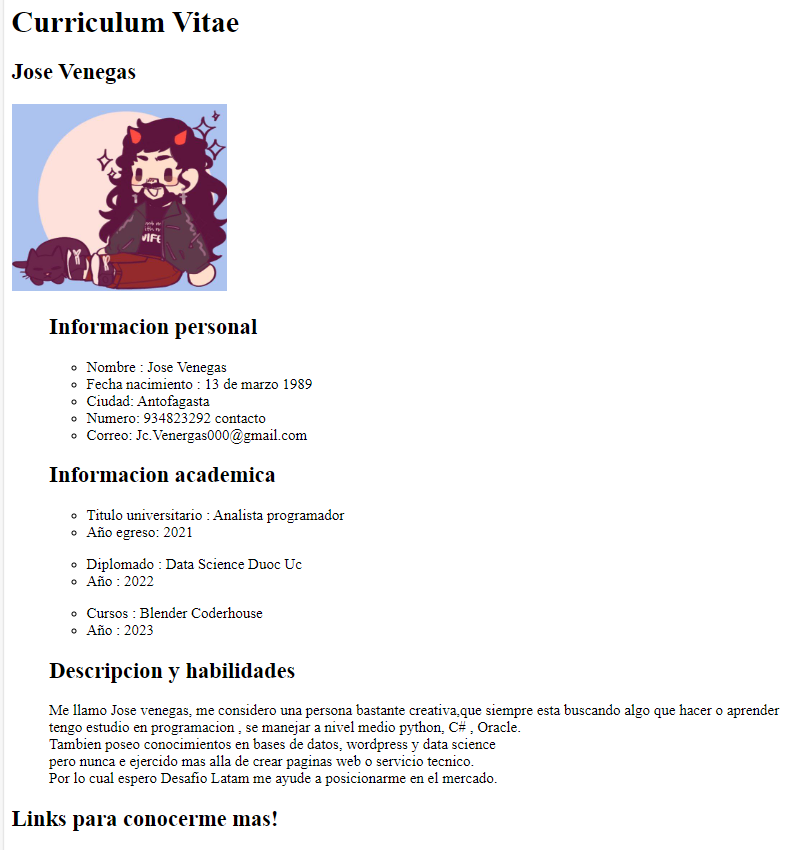 Curriculum Vitae
Jose Venegas
Informacion personal
Nombre : Jose Venegas
Fecha nacimiento : 13 de marzo 1989
Ciudad: Antofagasta
Numero: 934823292 contacto
Correo: Jc.Venergas000@gmail.com
Informacion academica
Titulo universitario : Analista programador
Año egreso: 2021
Diplomado : Data Science Duoc Uc
Año : 2022
Cursos : Blender Coderhouse
Año : 2023
Descripcion y habilidades
Me llamo Jose venegas, me considero una persona bastante creativa,que siempre esta buscando algo que hacer o aprender
tengo estudio en programacion , se manejar a nivel medio python, C# , Oracle.
Tambien poseo conocimientos en bases de datos, wordpress y data science
pero nunca e ejercido mas alla de crear paginas web o servicio tecnico.
Por lo cual espero Desafio Latam me ayude a posicionarme en el mercado.
Links para conocerme mas!